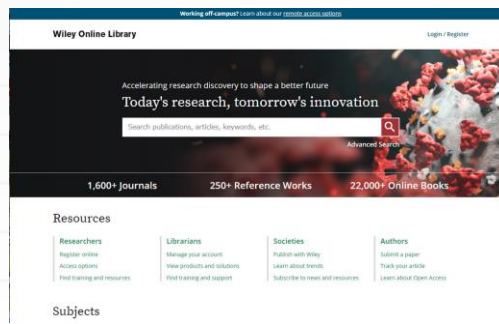 Working off-campus? Learn about our remote access options
Wiley Online Library
Login / Register
Accelerating research discovery to shape a better future
Today's research, tomorrow's innovation
Search publications, articles, keywords, etc.
Advanced Search
1,600+ Journals 250+ Reference Works 22,000+ Online Books
Resources
Researchers Librarians Societies Authors
Register online Manage your account Publish with Wiley Submit a paper
Access options View products and solutions Learn about trends Track your article
Find training and resources Find training and support Subscribe to news and resources Learn about Open Access
Subjects